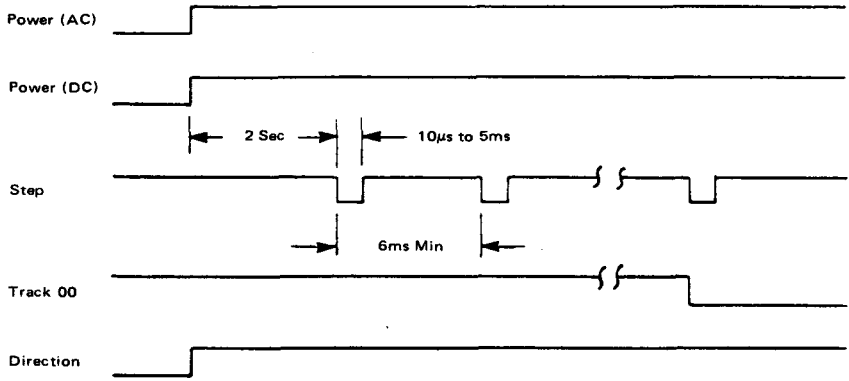 Power (AC)
Power (DC)
2 Sec
10µs to 5ms
Step
6ms Min
Track 00
Direction